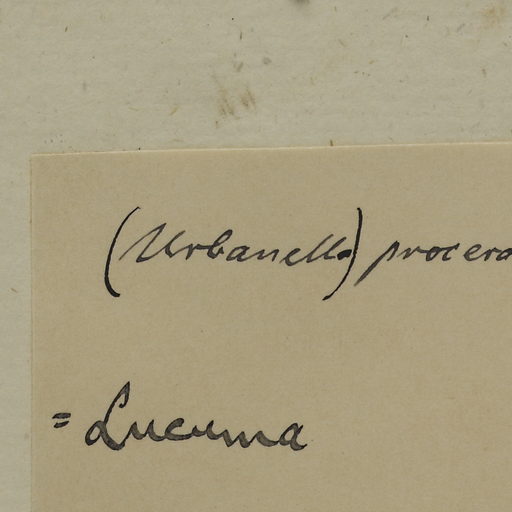 (Urbanella) procera
= Lucuma